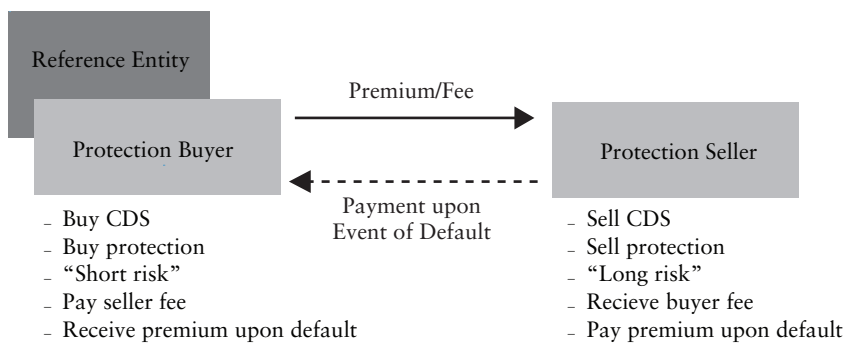 Reference Entity
Premium/Fee
Protection Buyer
Protection Seller
Payment upon
Event of Default
– Buy CDS
– Buy protection
– “Short risk”
– Pay seller fee
– Receive premium upon default
– Sell CDS
– Sell protection
– “Long risk”
– Recieve buyer fee
– Pay premium upon default